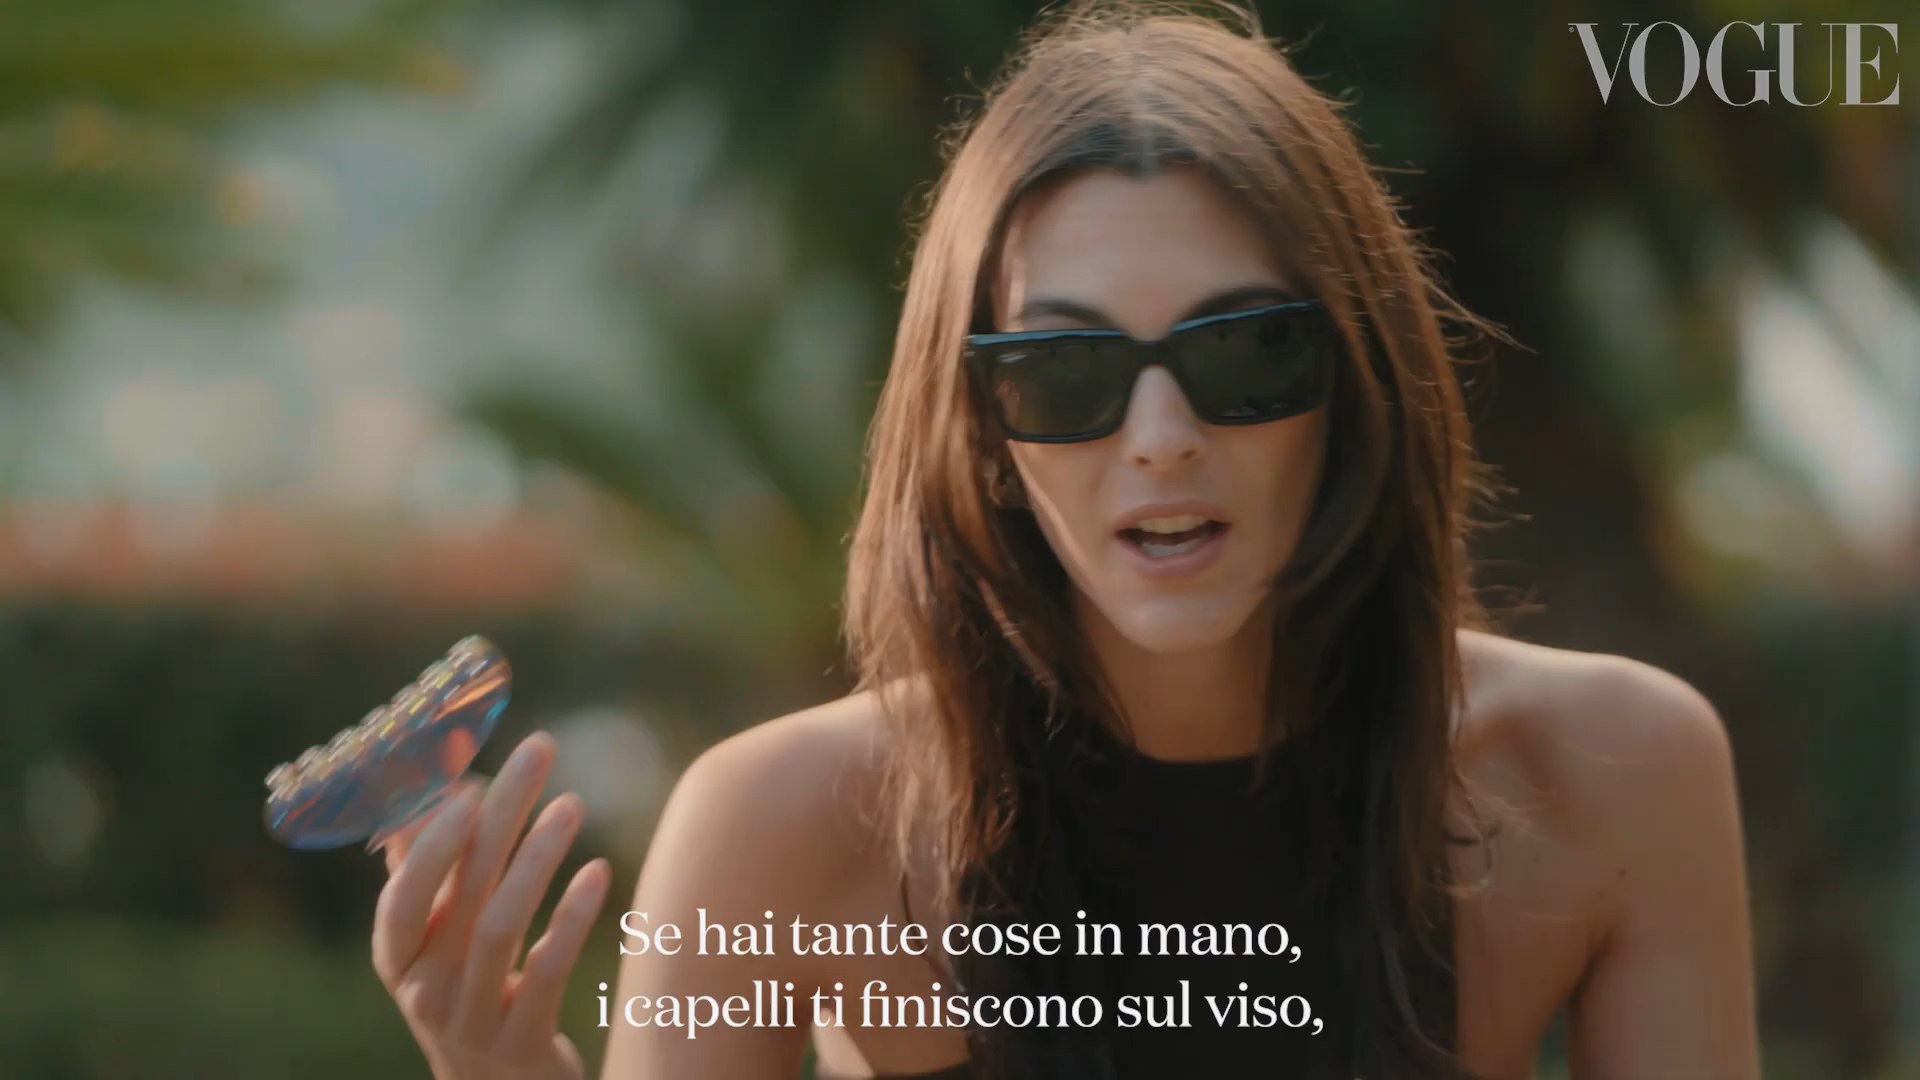 VOGUE
Se hai tante cose in mano,
i capelli ti finiscono sul viso,